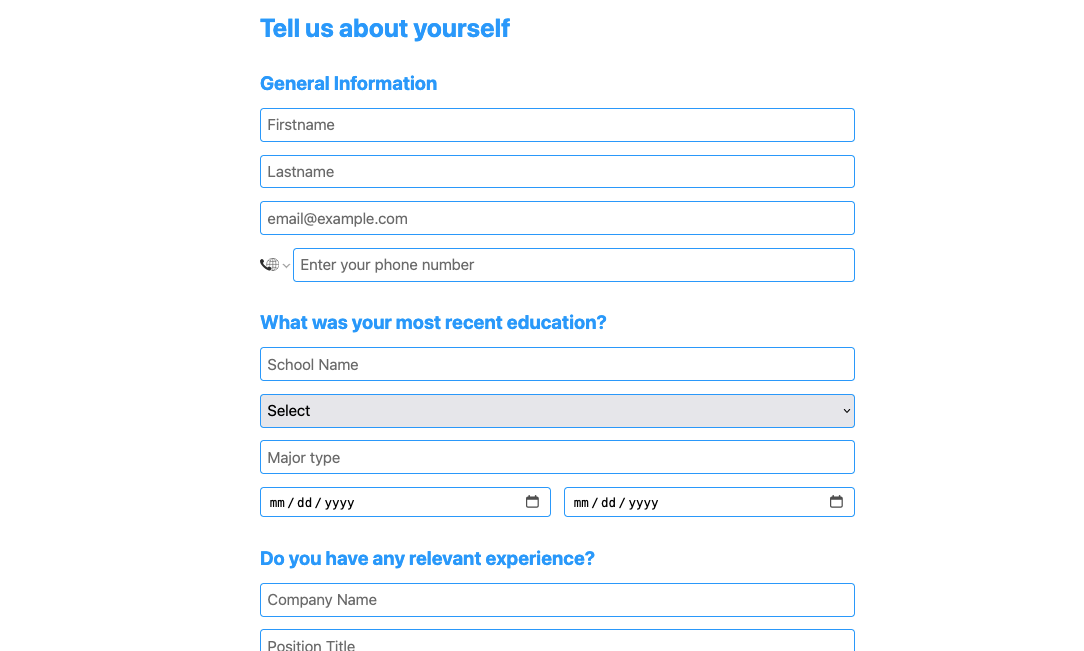 Tell us about yourself
General Information
Firstname
Lastname
email@example.com
Enter your phone number
What was your most recent education?
School Name
Select
Major type
mm/dd/yyyy mm/dd/yyyy
Do you have any relevant experience?
Company Name
Position Title